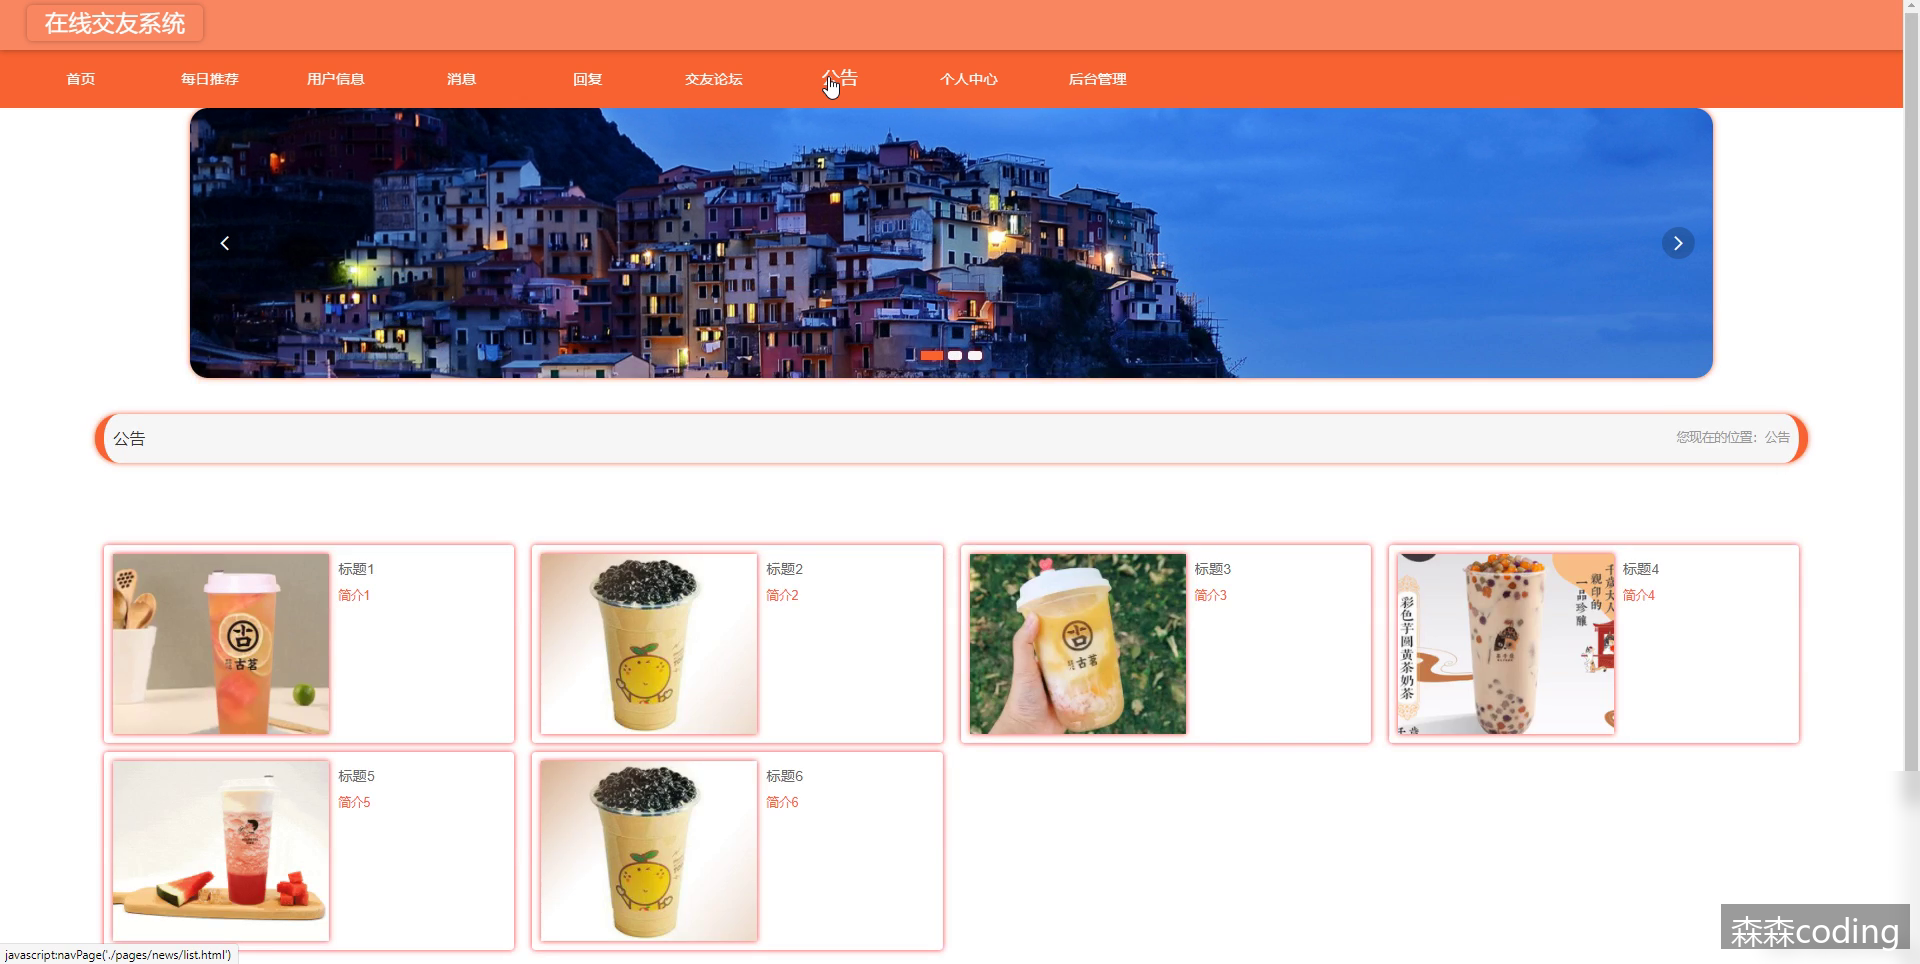 在线交友系统
首页 每日推荐 用户信息 消息 回复 交友论坛 公告 个人中心 后台管理
公告
您现在的位置：公告
古茗
标题1
简介1
标题2
简介2
古茗
标题3
简介3
彩色芋圆黄茶奶茶
一品珍釀
親印的
千歲大人
千歲
标题4
简介4
标题5
简介5
标题6
简介6
javascript:navPage('./pages/news/list.html')
森森coding